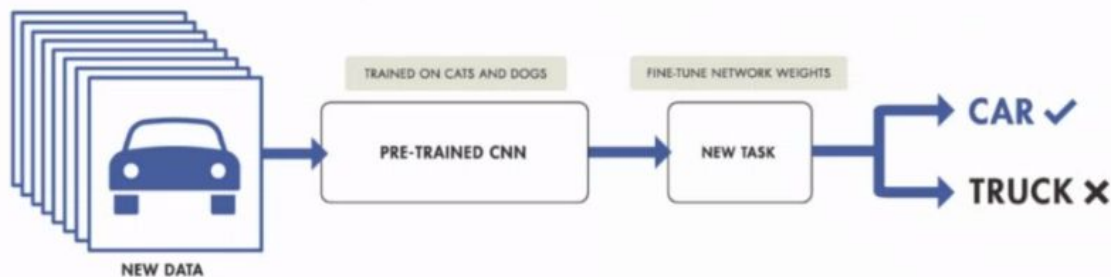 TRAINED ON CATS AND DOGS
FINE-TUNE NETWORK WEIGHTS
PRE-TRAINED CNN
NEW TASK
CAR ✓
TRUCK ✕
NEW DATA